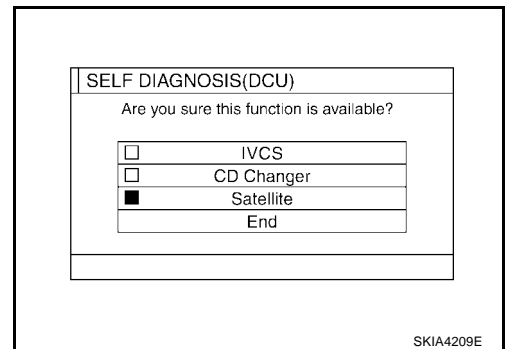 SELF DIAGNOSIS(DCU)
Are you sure this function is available?
IVCS
CD Changer
Satellite
End
SKIA4209E